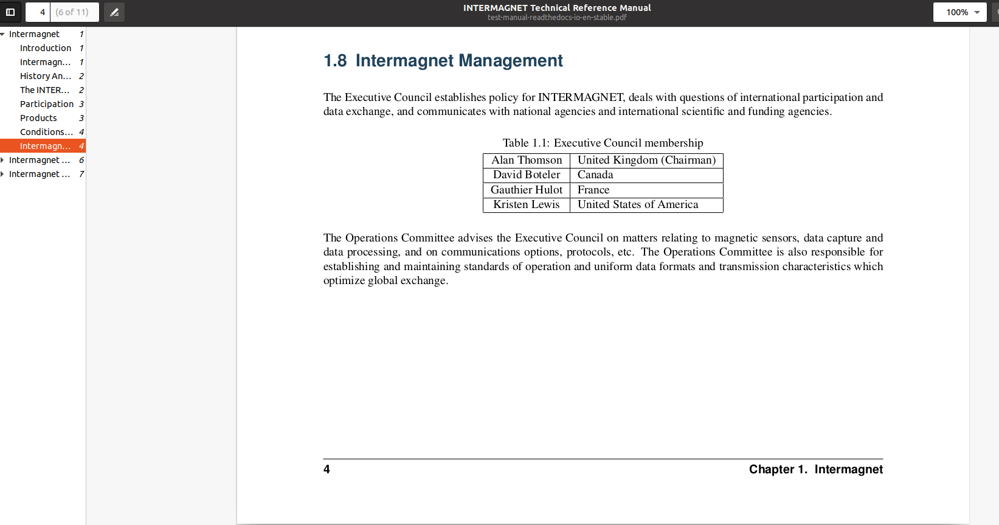 4 (6 of 11)
INTERMAGNET Technical Reference Manual
test-manual-readthedocs-io-en-stable.pdf
100%
Intermagnet 1
Introduction 1
Intermagn... 1
History An... 2
The INTER... 2
Participation 3
Products 3
Conditions... 4
Intermagn... 4
Intermagnet ... 6
Intermagnet ... 7
1.8 Intermagnet Management
The Executive Council establishes policy for INTERMAGNET, deals with questions of international participation and
data exchange, and communicates with national agencies and international scientific and funding agencies.
Table 1.1: Executive Council membership
Alan Thomson United Kingdom (Chairman)
David Boteler Canada
Gauthier Hulot France
Kristen Lewis United States of America
The Operations Committee advises the Executive Council on matters relating to magnetic sensors, data capture and
data processing, and on communications options, protocols, etc. The Operations Committee is also responsible for
establishing and maintaining standards of operation and uniform data formats and transmission characteristics which
optimize global exchange.
4 Chapter 1. Intermagnet